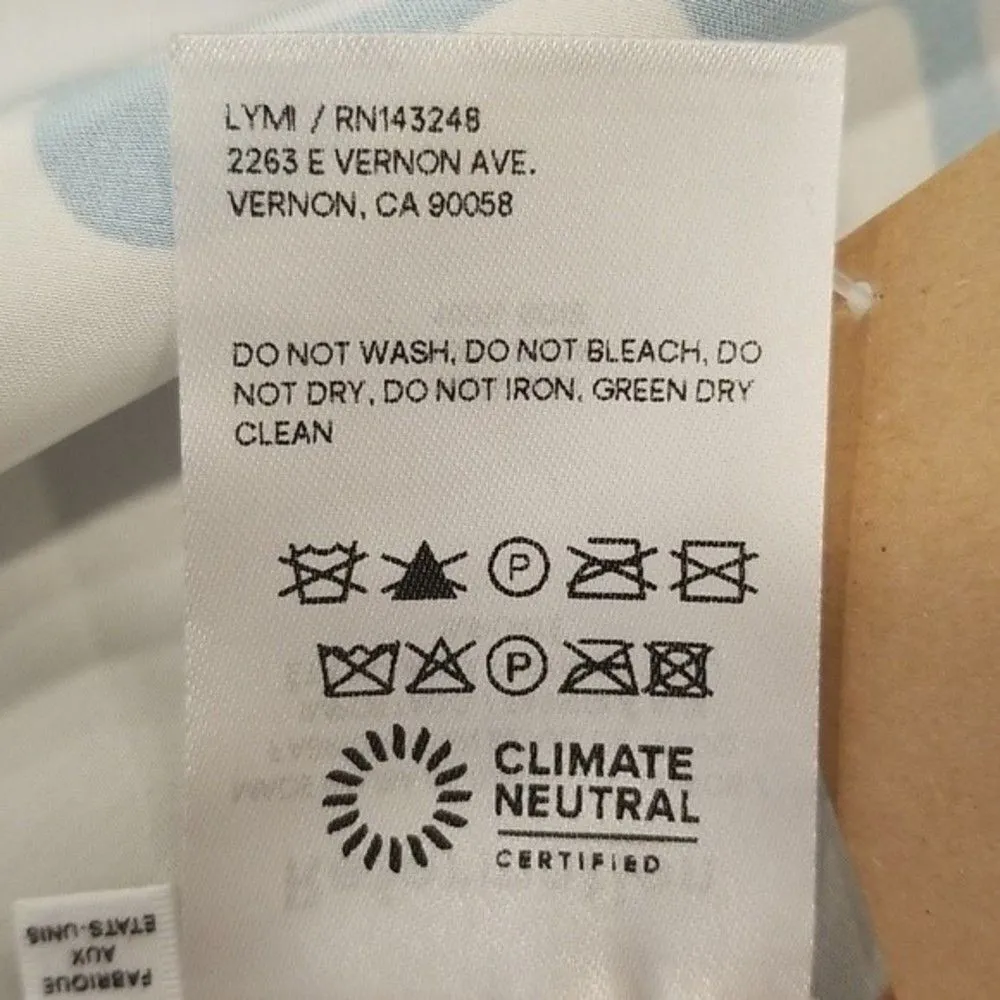 LYMI / RN143248
2263 E VERNON AVE.
VERNON, CA 90058
DO NOT WASH, DO NOT BLEACH, DO
NOT DRY, DO NOT IRON, GREEN DRY
CLEAN
P
P
CLIMATE
NEUTRAL
CERTIFIED
FABRIQUE
AUX
ETATS-UNIS